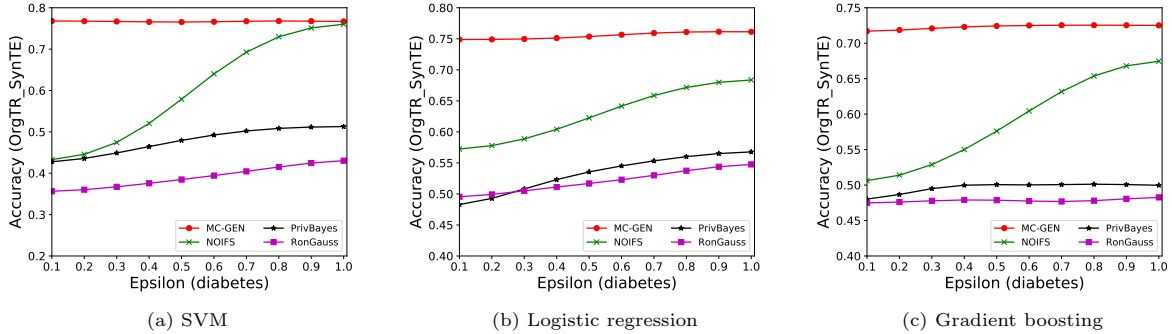 0.8
0.7
0.6
0.5
0.4
0.3
0.2
Accuracy (OrgTR_SynTE)
MC-GEN
NOIFS
PrivBayes
RonGauss
0.1 0.2 0.3 0.4 0.5 0.6 0.7 0.8 0.9 1.0
Epsilon (diabetes)
(a) SVM
0.80
0.75
0.70
0.65
0.60
0.55
0.50
0.45
0.40
Accuracy (OrgTR_SynTE)
MC-GEN
NOIFS
PrivBayes
RonGauss
0.1 0.2 0.3 0.4 0.5 0.6 0.7 0.8 0.9 1.0
Epsilon (diabetes)
(b) Logistic regression
0.75
0.70
0.65
0.60
0.55
0.50
0.45
0.40
Accuracy (OrgTR_SynTE)
MC-GEN
NOIFS
PrivBayes
RonGauss
0.1 0.2 0.3 0.4 0.5 0.6 0.7 0.8 0.9 1.0
Epsilon (diabetes)
(c) Gradient boosting